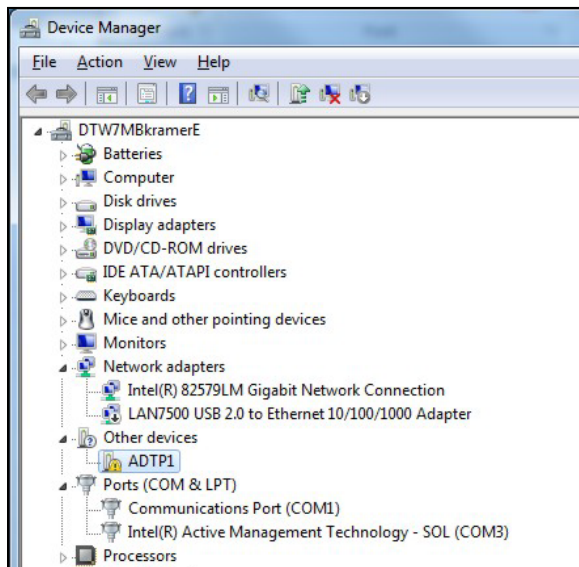 Device Manager
File Action View Help
DTW7MBkramerE
Batteries
Computer
Disk drives
Display adapters
DVD/CD-ROM drives
IDE ATA/ATAPI controllers
Keyboards
Mice and other pointing devices
Monitors
Network adapters
Intel(R) 82579LM Gigabit Network Connection
LAN7500 USB 2.0 to Ethernet 10/100/1000 Adapter
Other devices
ADTP1
Ports (COM & LPT)
Communications Port (COM1)
Intel(R) Active Management Technology - SOL (COM3)
Processors